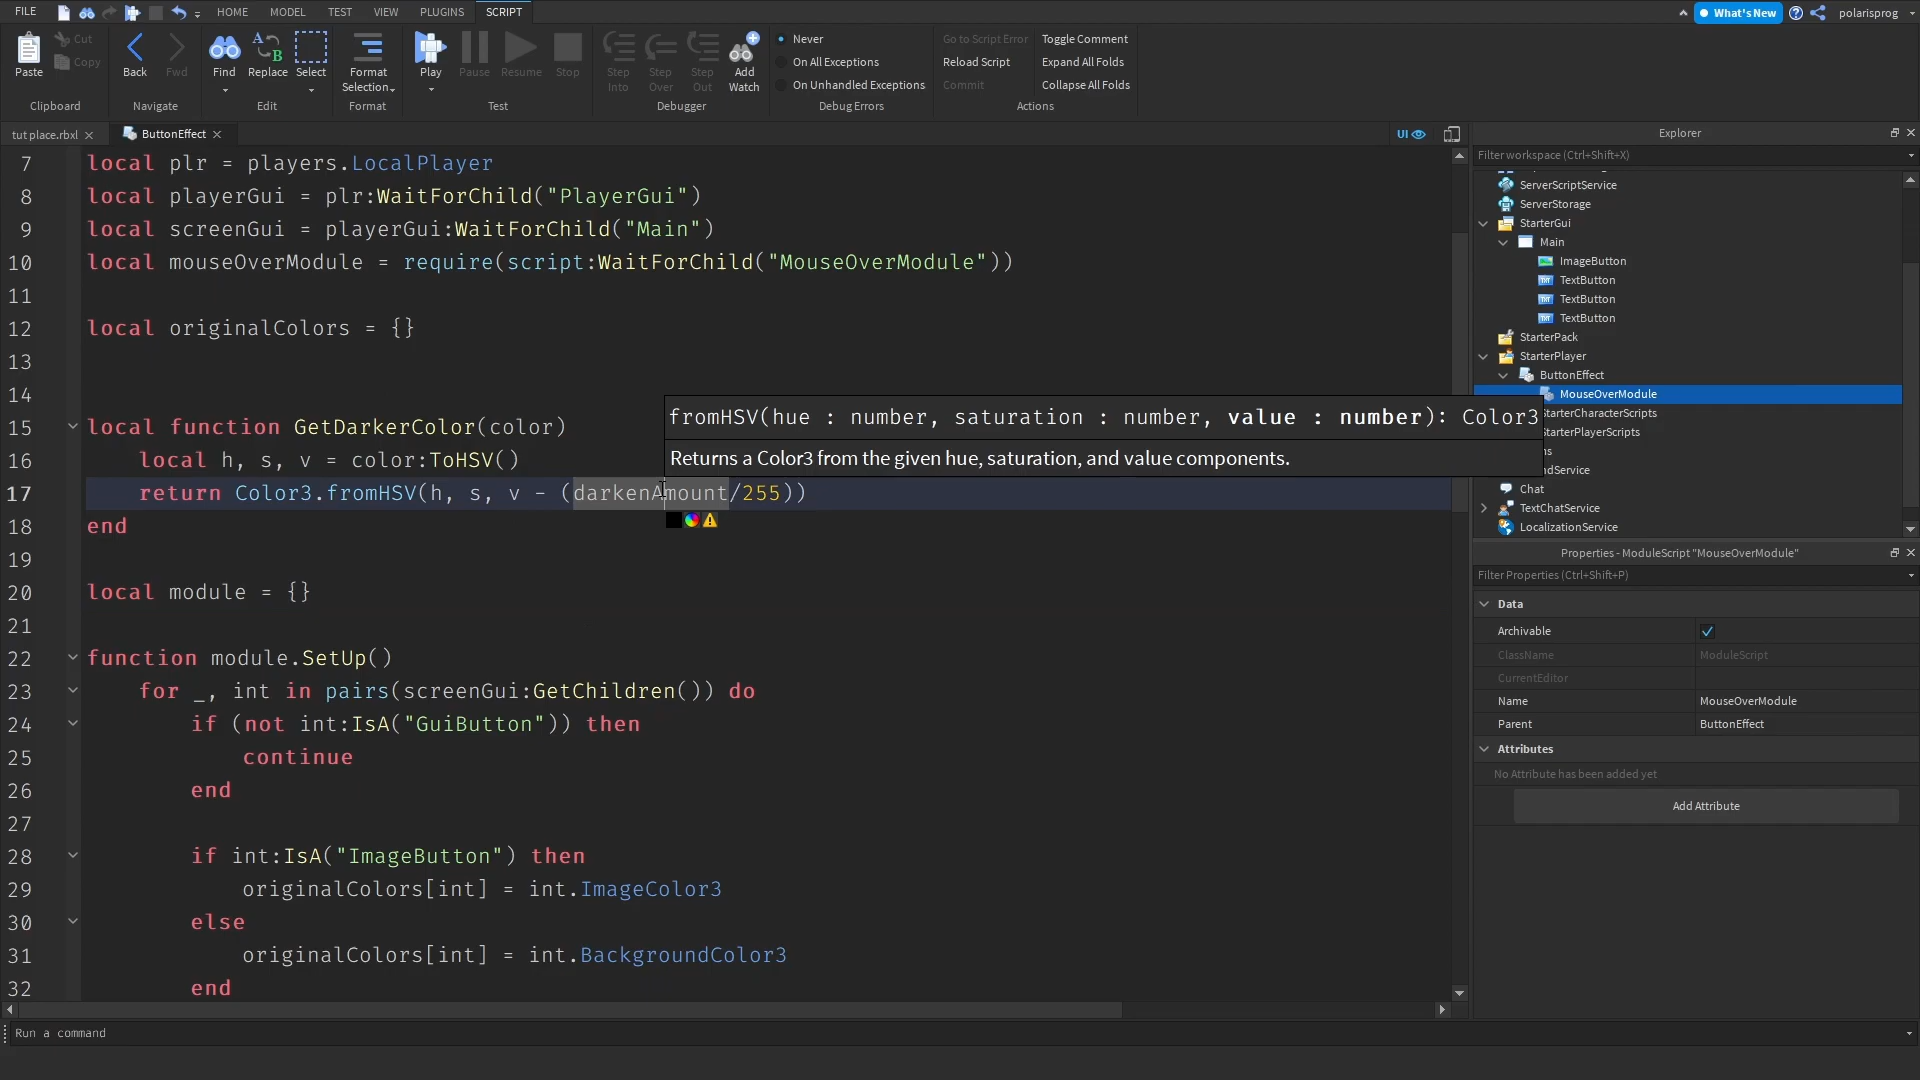 FILE HOME MODEL TEST VIEW PLUGINS SCRIPT What's New polarisprog
Paste Cut Copy Back Fwd Find Replace Select Format Selection Play Pause Resume Stop Step Into Step Over Step Out Add Watch
Never
On All Exceptions
On Unhandled Exceptions
Go to Script Error
Reload Script
Commit
Toggle Comment
Expand All Folds
Collapse All Folds
Clipboard Navigate Edit Format Test Debugger Debug Errors Actions
tut place.rbxl ButtonEffect UI
7 local plr = players.LocalPlayer
8 local playerGui = plr:WaitForChild("PlayerGui")
9 local screenGui = playerGui:WaitForChild("Main")
10 local mouseOverModule = require(script:WaitForChild("MouseOverModule"))
11
12 local originalColors = {}
13
14
fromHSV(hue : number, saturation : number, value : number): Color3
Returns a Color3 from the given hue, saturation, and value components.
15 local function GetDarkerColor(color)
16 local h, s, v = color:ToHSV()
17 return Color3.fromHSV(h, s, v - (darkenAmount/255))
18 end
19
20 local module = {}
21
22 function module.SetUp()
23 for _, int in pairs(screenGui:GetChildren()) do
24 if (not int:IsA("GuiButton")) then
25 continue
26 end
27
28 if int:IsA("ImageButton") then
29 originalColors[int] = int.ImageColor3
30 else
31 originalColors[int] = int.BackgroundColor3
32 end
Run a command
Explorer
Filter workspace (Ctrl+Shift+X)
ServerScriptService
ServerStorage
StarterGui
Main
ImageButton
TextButton
TextButton
TextButton
StarterPack
StarterPlayer
ButtonEffect
MouseOverModule
StarterCharacterScripts
StarterPlayerScripts
ndService
Chat
TextChatService
LocalizationService
Properties - ModuleScript "MouseOverModule"
Filter Properties (Ctrl+Shift+P)
Data
Archivable
ClassName ModuleScript
CurrentEditor
Name MouseOverModule
Parent ButtonEffect
Attributes
No Attribute has been added yet
Add Attribute